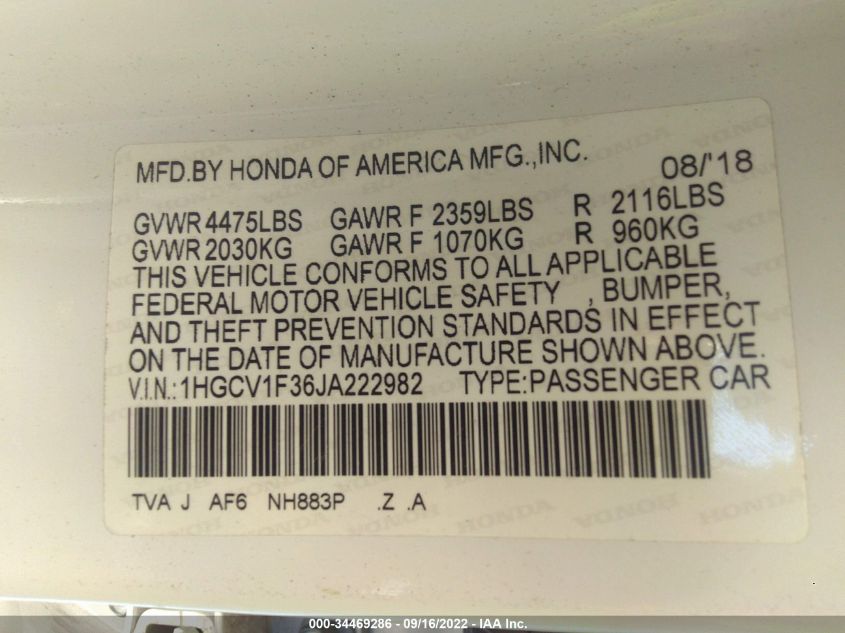 MFD.BY HONDA OF AMERICA MFG.,INC. 08/'18
GVWR 4475LBS GAWR F 2359LBS R 2116LBS
GVWR 2030KG GAWR F 1070KG R 960KG
THIS VEHICLE CONFORMS TO ALL APPLICABLE
FEDERAL MOTOR VEHICLE SAFETY , BUMPER,
AND THEFT PREVENTION STANDARDS IN EFFECT
ON THE DATE OF MANUFACTURE SHOWN ABOVE.
V.I.N.:1HGCV1F36JA222982 TYPE:PASSENGER CAR
TVA J AF6 NH883P .Z .A
HONDA
000-34469286 - 09/16/2022 - IAA Inc.